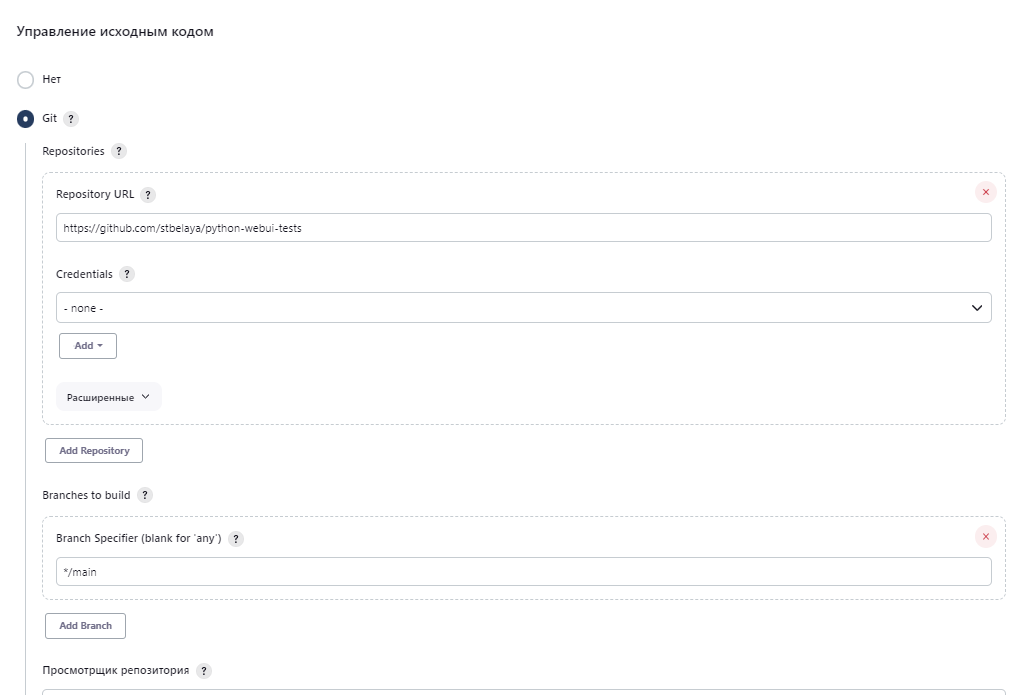 Управление исходным кодом
Нет
Git ?
Repositories ?
Repository URL ?
https://github.com/stbelaya/python-webui-tests
Credentials ?
- none -
Add
Расширенные
Add Repository
Branches to build ?
Branch Specifier (blank for 'any') ?
*/main
Add Branch
Просмотрщик репозитория ?